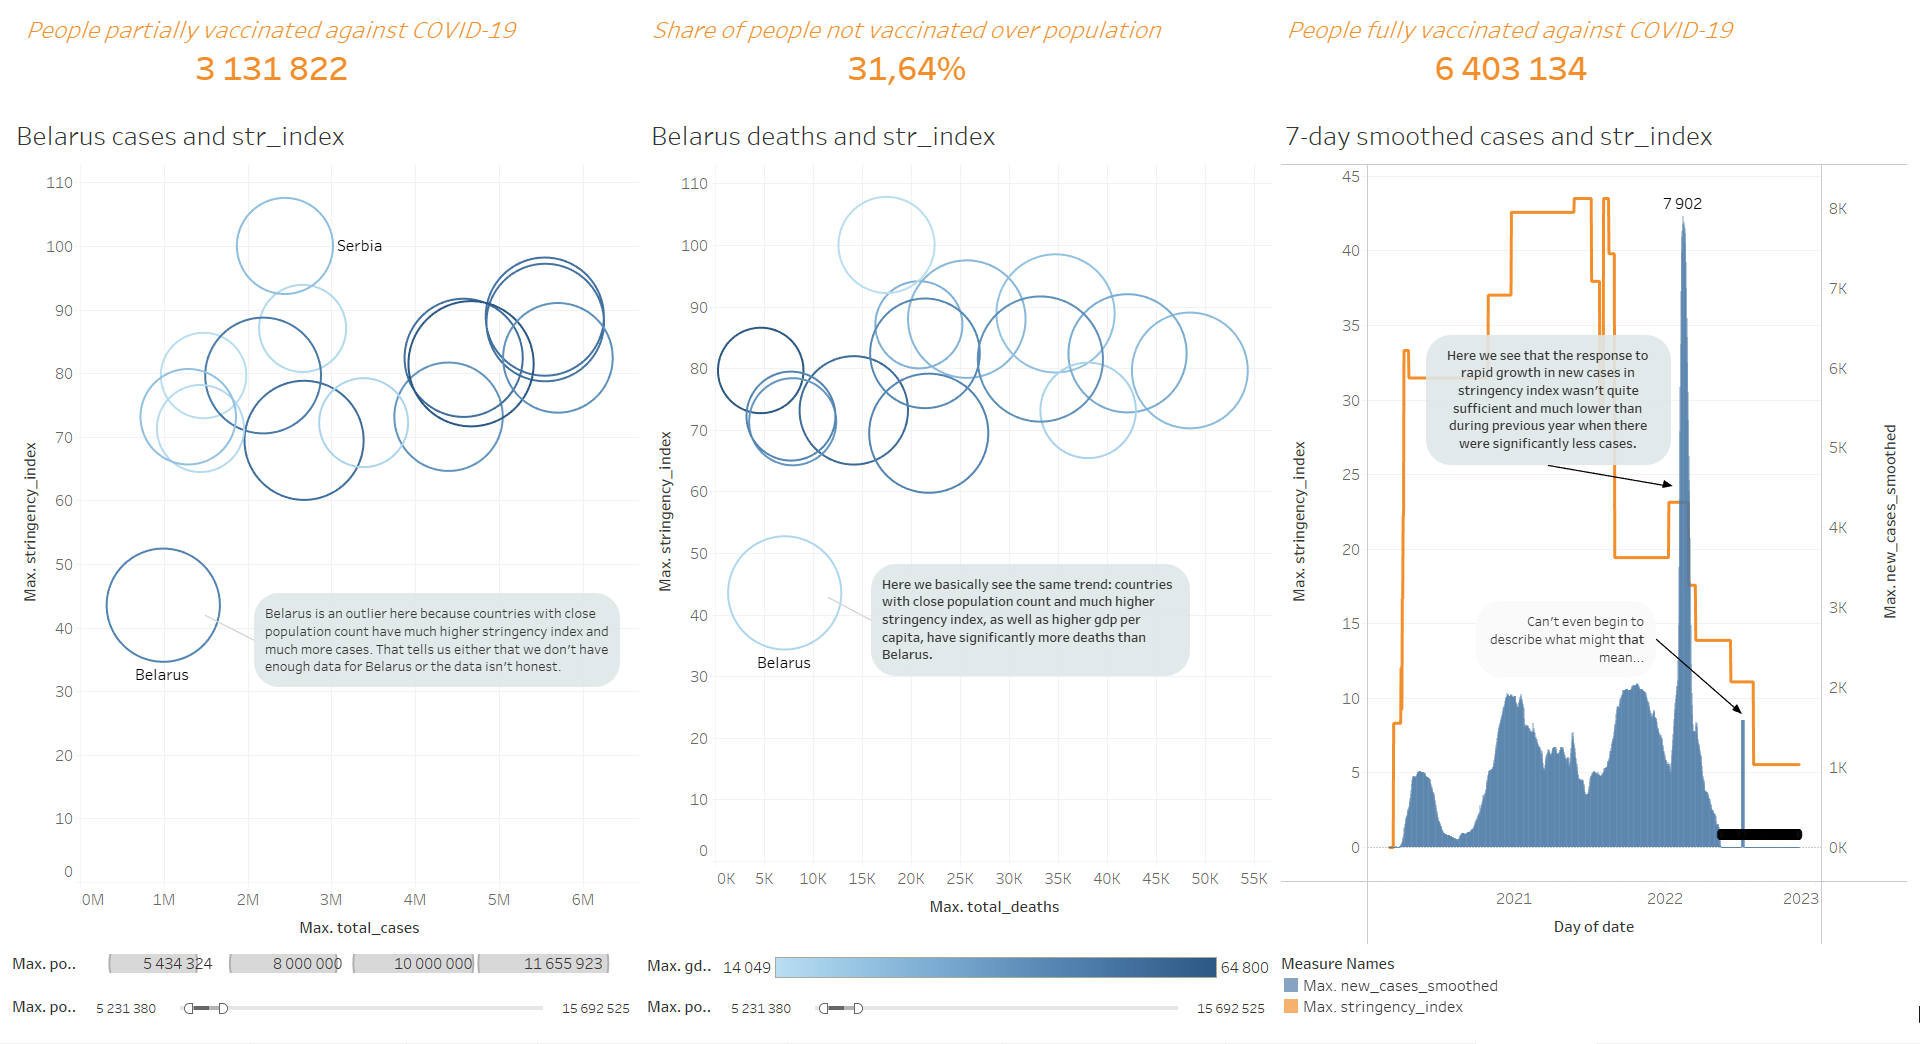 People partially vaccinated against COVID-19
3 131 822
Share of people not vaccinated over population
31,64%
People fully vaccinated against COVID-19
6 403 134
Belarus cases and str_index
Max. stringency_index
110
100
90
80
70
60
50
40
30
20
10
0
Serbia
Belarus
Belarus is an outlier here because countries with close
population count have much higher stringency index and
much more cases. That tells us either that we don't have
enough data for Belarus or the data isn't honest.
0M 1M 2M 3M 4M 5M 6M
Max. total_cases
Max. po.. 5 434 324 8 000 000 10 000 000 11 655 923
Max. po.. 5 231 380 15 692 525
Belarus deaths and str_index
Max. stringency_index
110
100
90
80
70
60
50
40
30
20
10
0
Belarus
Here we basically see the same trend: countries
with close population count and much higher
stringency index, as well as higher gdp per
capita, have significantly more deaths than
Belarus.
0K 5K 10K 15K 20K 25K 30K 35K 40K 45K 50K 55K
Max. total_deaths
Max. gd.. 14 049 64 800
Max. po.. 5 231 380 15 692 525
7-day smoothed cases and str_index
Max. stringency_index
45
40
35
30
25
20
15
10
5
0
7 902
Here we see that the response to
rapid growth in new cases in
stringency index wasn't quite
sufficient and much lower than
during previous year when there
were significantly less cases.
Can't even begin to
describe what might that
mean...
8K
7K
6K
5K
4K
3K
2K
1K
0K
Max. new_cases_smoothed
2021 2022 2023
Day of date
Measure Names
Max. new_cases_smoothed
Max. stringency_index